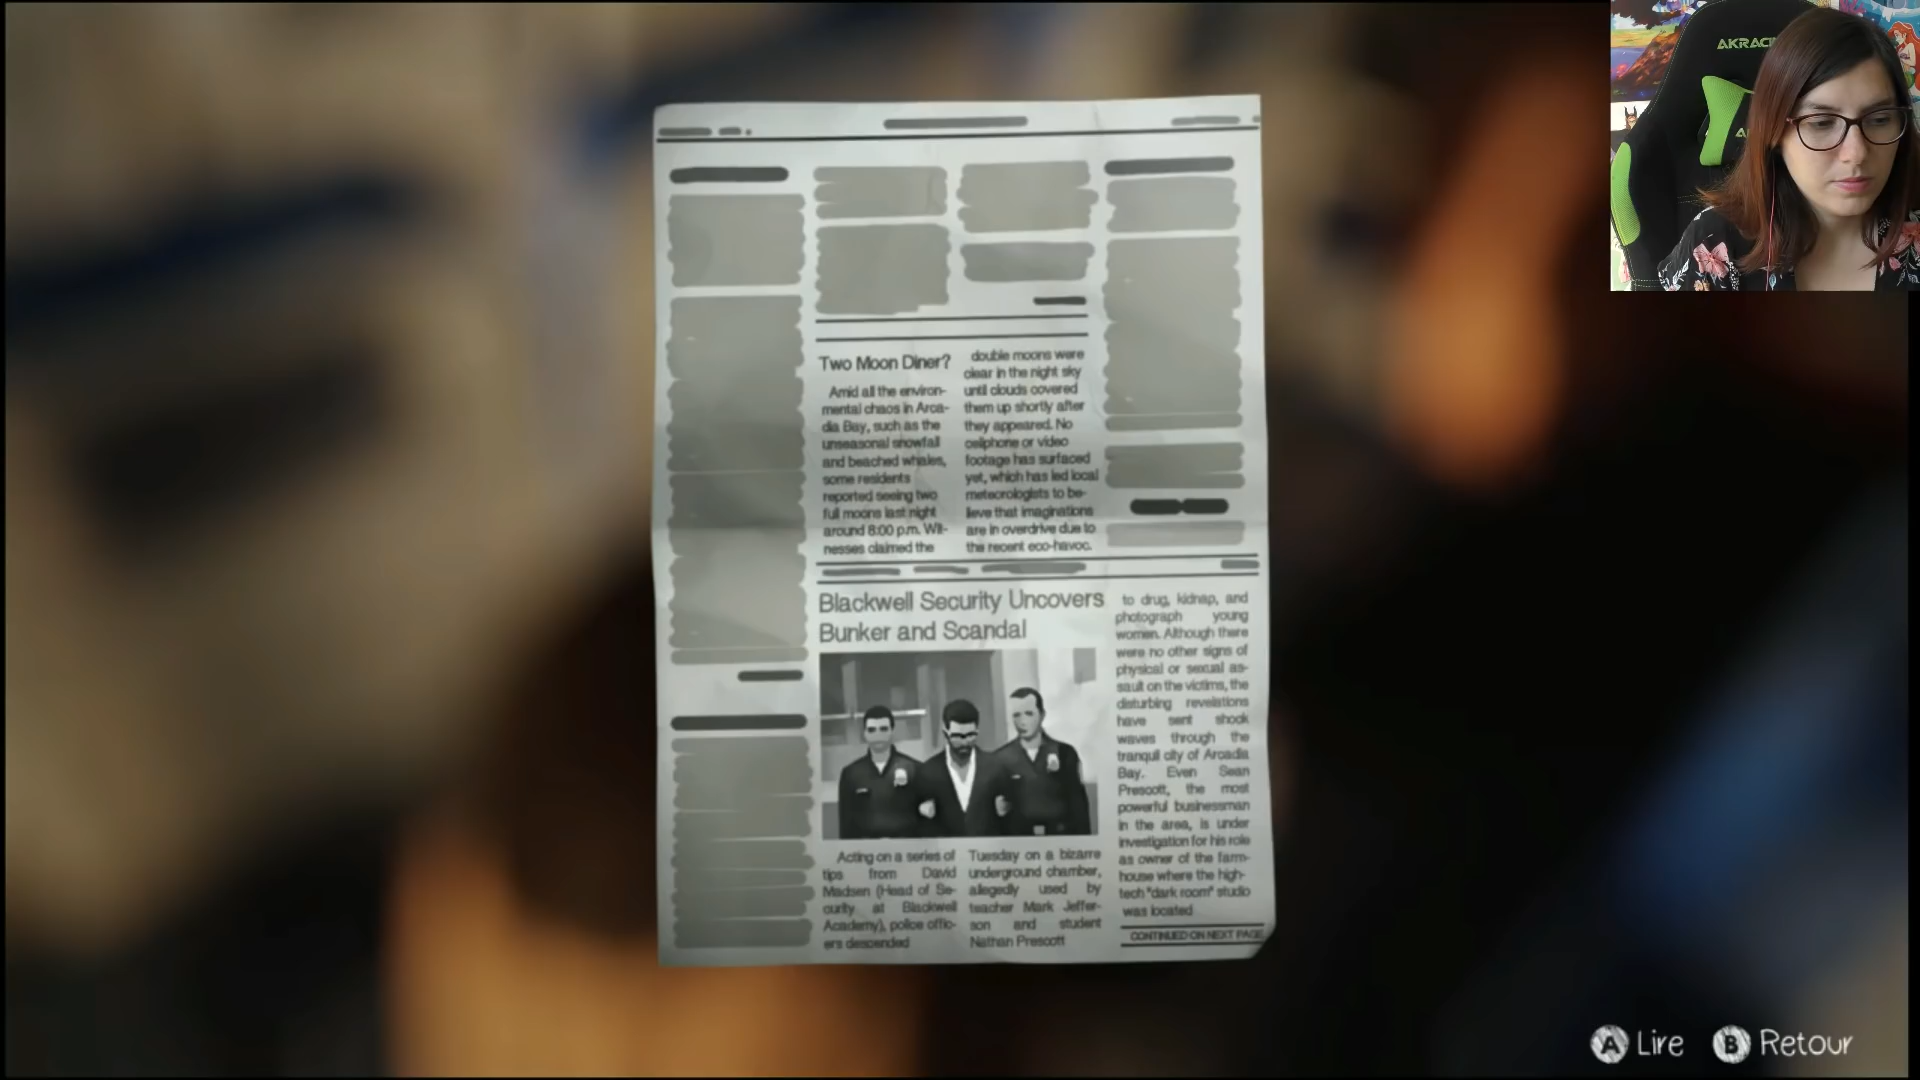 AKRACI
Two Moon Diner?
Amid all the environ-
mental chaos in Arca-
dia Bay, such as the
unseasonal snowfall
and beached whales,
some residents
reported seeing two
full moons last night
around 8:00 p.m. Wit-
nesses claimed the
double moons were
clear in the night sky
until clouds covered
them up shortly after
they appeared. No
cellphone or video
footage has surfaced
yet, which has led local
meteorologists to be-
lieve that imaginations
are in overdrive due to
the recent eco-havoc.
Blackwell Security Uncovers
Bunker and Scandal
Acting on a series of
tips from David
Madsen (Head of Se-
curity at Blackwell
Academy), police offic-
ers descended
Tuesday on a bizarre
underground chamber,
allegedly used by
teacher Mark Jeffer-
son and student
Nathan Prescott
to drug, kidnap, and
photograph young
women. Although there
were no other signs of
physical or sexual as-
sault on the victims, the
disturbing revelations
have sent shock
waves through the
tranquil city of Arcadia
Bay. Even Sean
Prescott, the most
powerful businessman
in the area, is under
investigation for his role
as owner of the farm-
house where the high-
tech "dark room" studio
was located
CONTINUED ON NEXT PAGE
A Lire B Retour